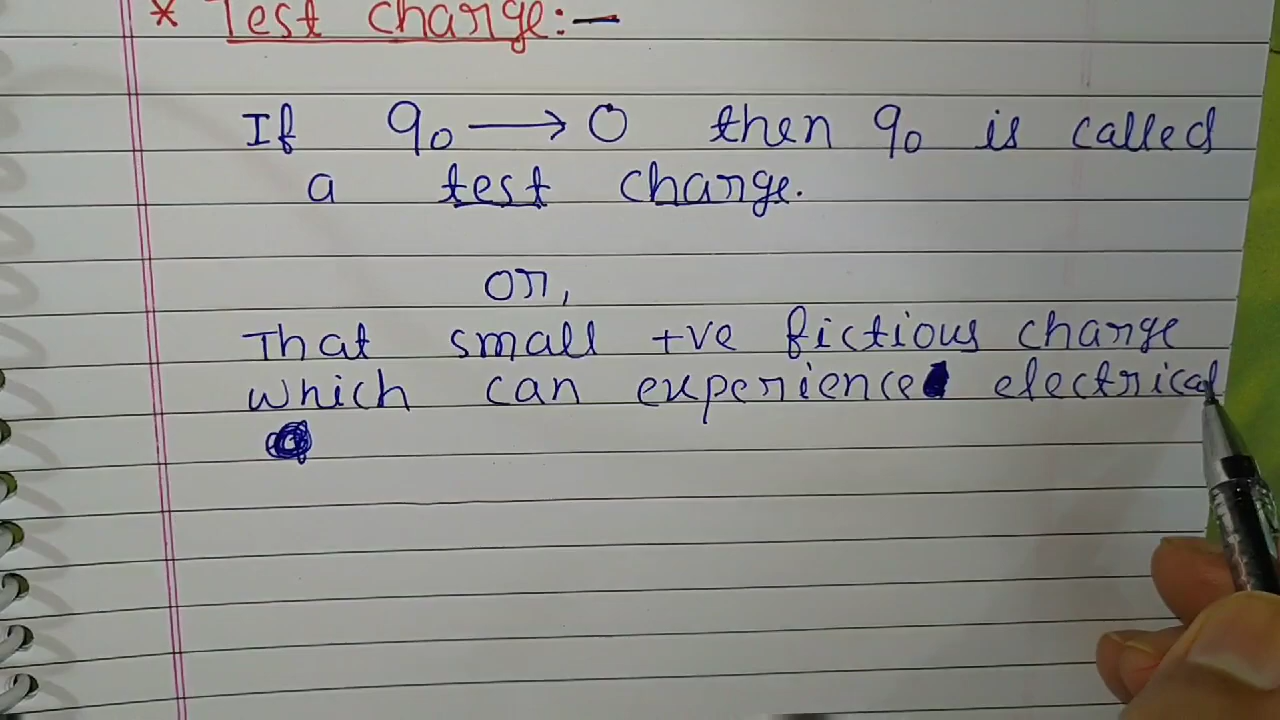 * Test charge:-
If q₀ → 0 then q₀ is called
a test charge.
or,
That small +ve fictious charge
which can experience electrical